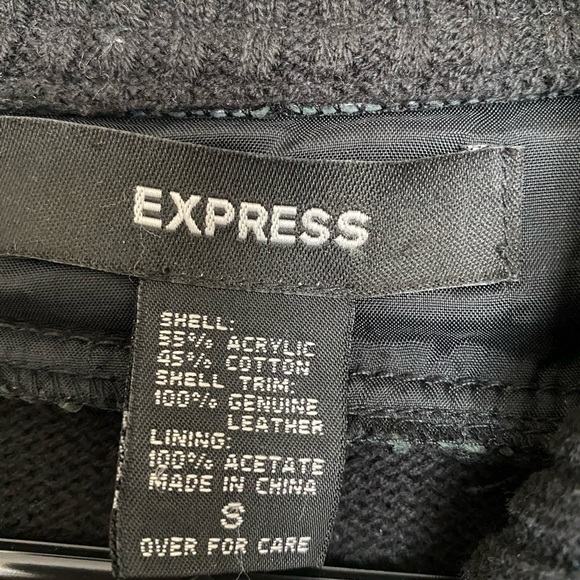 EXPRESS
SHELL:
55% ACRYLIC
45% COTTON
SHELL TRIM:
100% GENUINE
LEATHER
LINING:
100% ACETATE
MADE IN CHINA
S
OVER FOR CARE